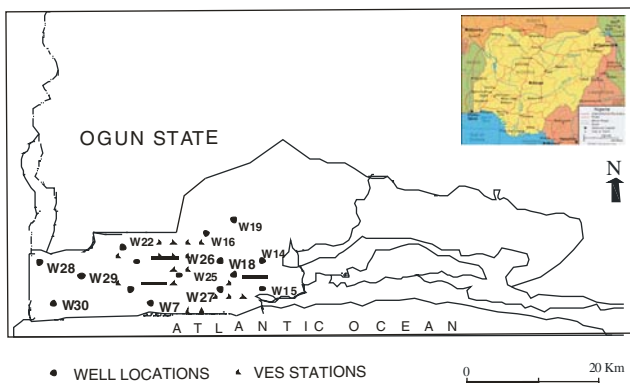 OGUN STATE
N
W19
W22
W16
W14
W26
W28
W18
W29
W25
W27
W15
W30
W7
ATLANTIC OCEAN
WELL LOCATIONS
VES STATIONS
0
20 Km